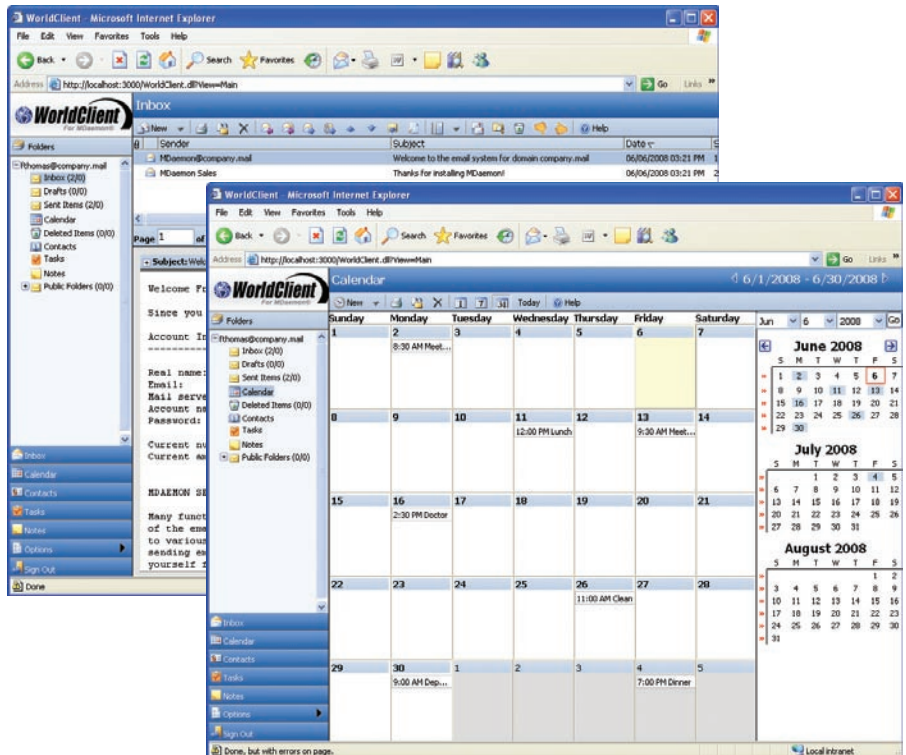 WorldClient - Microsoft Internet Explorer
File Edit View Favorites Tools Help
Back Search Favorites
Address http://localhost:3000/WorldClient.dll?View=Main Go Links »
WorldClient
For MDaemon
Inbox
New Help
Folders
Sender Subject Date
fthomas@company.mail
MDaemon@company.mail Welcome to the email system for domain company.mail 06/06/2008 03:21 PM 1
MDaemon Sales Thanks for installing MDaemon! 06/06/2008 03:21 PM 2
Inbox (2/0)
Drafts (0/0)
Sent Items (2/0)
Calendar
Deleted Items (0/0)
Contacts
Tasks
Notes
Public Folders (0/0)
Page 1 of
Subject: Welc
Welcome Fr
Since you
Account In
----------
Real name:
Email:
Mail serve
Account na
Password:
Current nu
Current me
MDAEMON SE
Many funct
of the ema
to various
sending em
yourself f
Inbox
Calendar
Contacts
Tasks
Notes
Options
Sign Out
Done
WorldClient - Microsoft Internet Explorer
File Edit View Favorites Tools Help
Back Search Favorites
Address http://localhost:3000/WorldClient.dll?View=Main Go Links »
WorldClient
For MDaemon
Calendar 6/1/2008 - 6/30/2008
New 1 7 31 Today Help
Folders
fthomas@company.mail
Inbox (2/0)
Drafts (0/0)
Sent Items (2/0)
Calendar
Deleted Items (0/0)
Contacts
Tasks
Notes
Public Folders (0/0)
Inbox
Calendar
Contacts
Tasks
Notes
Options
Sign Out
Sunday Monday Tuesday Wednesday Thursday Friday Saturday
1 2 3 4 5 6 7
8:30 AM Meet...
8 9 10 11 12 13 14
12:00 PM Lunch 9:30 AM Meet...
15 16 17 18 19 20 21
2:30 PM Doctor
22 23 24 25 26 27 28
11:00 AM Clean
29 30 1 2 3 4 5
9:00 AM Dep... 7:00 PM Dinner
Jun 6 2008 Go
June 2008
S M T W T F S
1 2 3 4 5 6 7
8 9 10 11 12 13 14
15 16 17 18 19 20 21
22 23 24 25 26 27 28
29 30
July 2008
S M T W T F S
1 2 3 4 5
6 7 8 9 10 11 12
13 14 15 16 17 18 19
20 21 22 23 24 25 26
27 28 29 30 31
August 2008
S M T W T F S
1 2
3 4 5 6 7 8 9
10 11 12 13 14 15 16
17 18 19 20 21 22 23
24 25 26 27 28 29 30
31
Done, but with errors on page. Local intranet